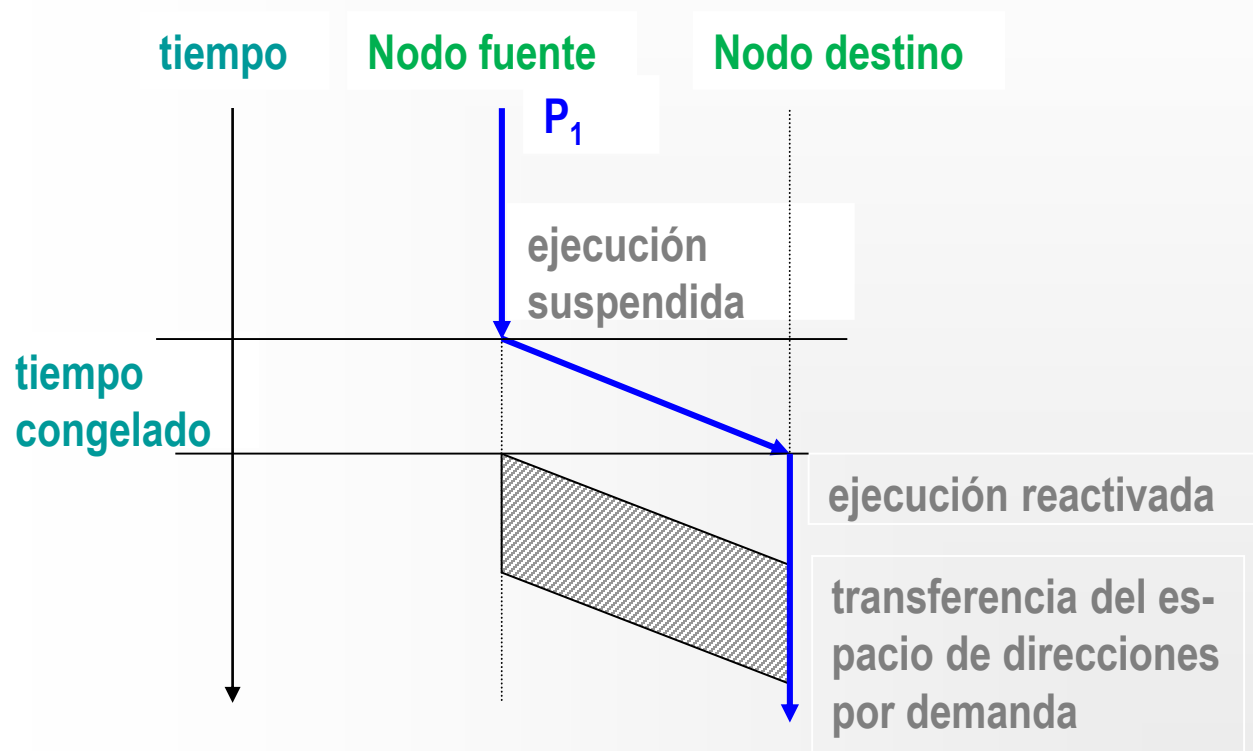 tiempo
Nodo fuente
Nodo destino
P₁
ejecución
suspendida
tiempo
congelado
ejecución reactivada
transferencia del es-
pacio de direcciones
por demanda